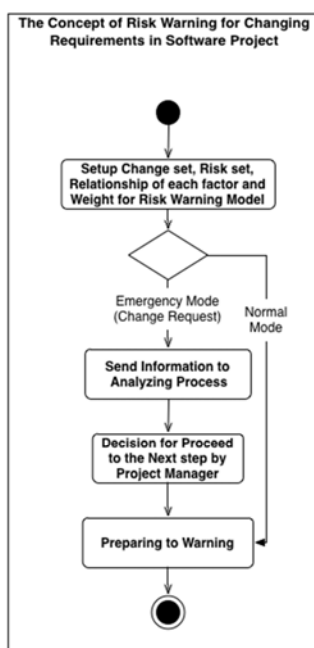 The Concept of Risk Warning for Changing
Requirements in Software Project
Setup Change set, Risk set,
Relationship of each factor and
Weight for Risk Warning Model
Emergency Mode
(Change Request)
Normal
Mode
Send Information to
Analyzing Process
Decision for Proceed
to the Next step by
Project Manager
Preparing to Warning